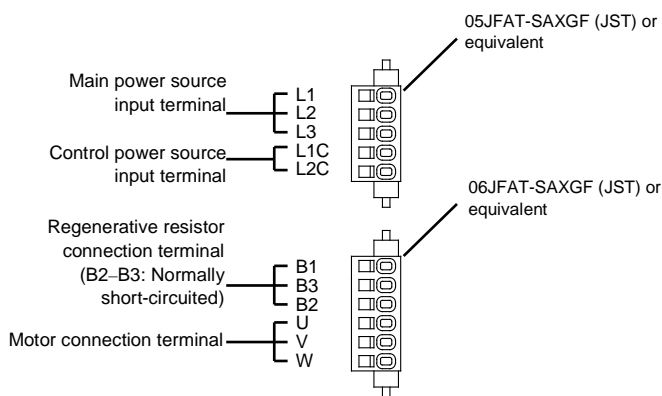 05JFAT-SAXGF (JST) or
equivalent
Main power source
input terminal
L1
L2
L3
Control power source
input terminal
L1C
L2C
06JFAT-SAXGF (JST) or
equivalent
Regenerative resistor
connection terminal
(B2–B3: Normally
short-circuited)
B1
B3
B2
Motor connection terminal
U
V
W